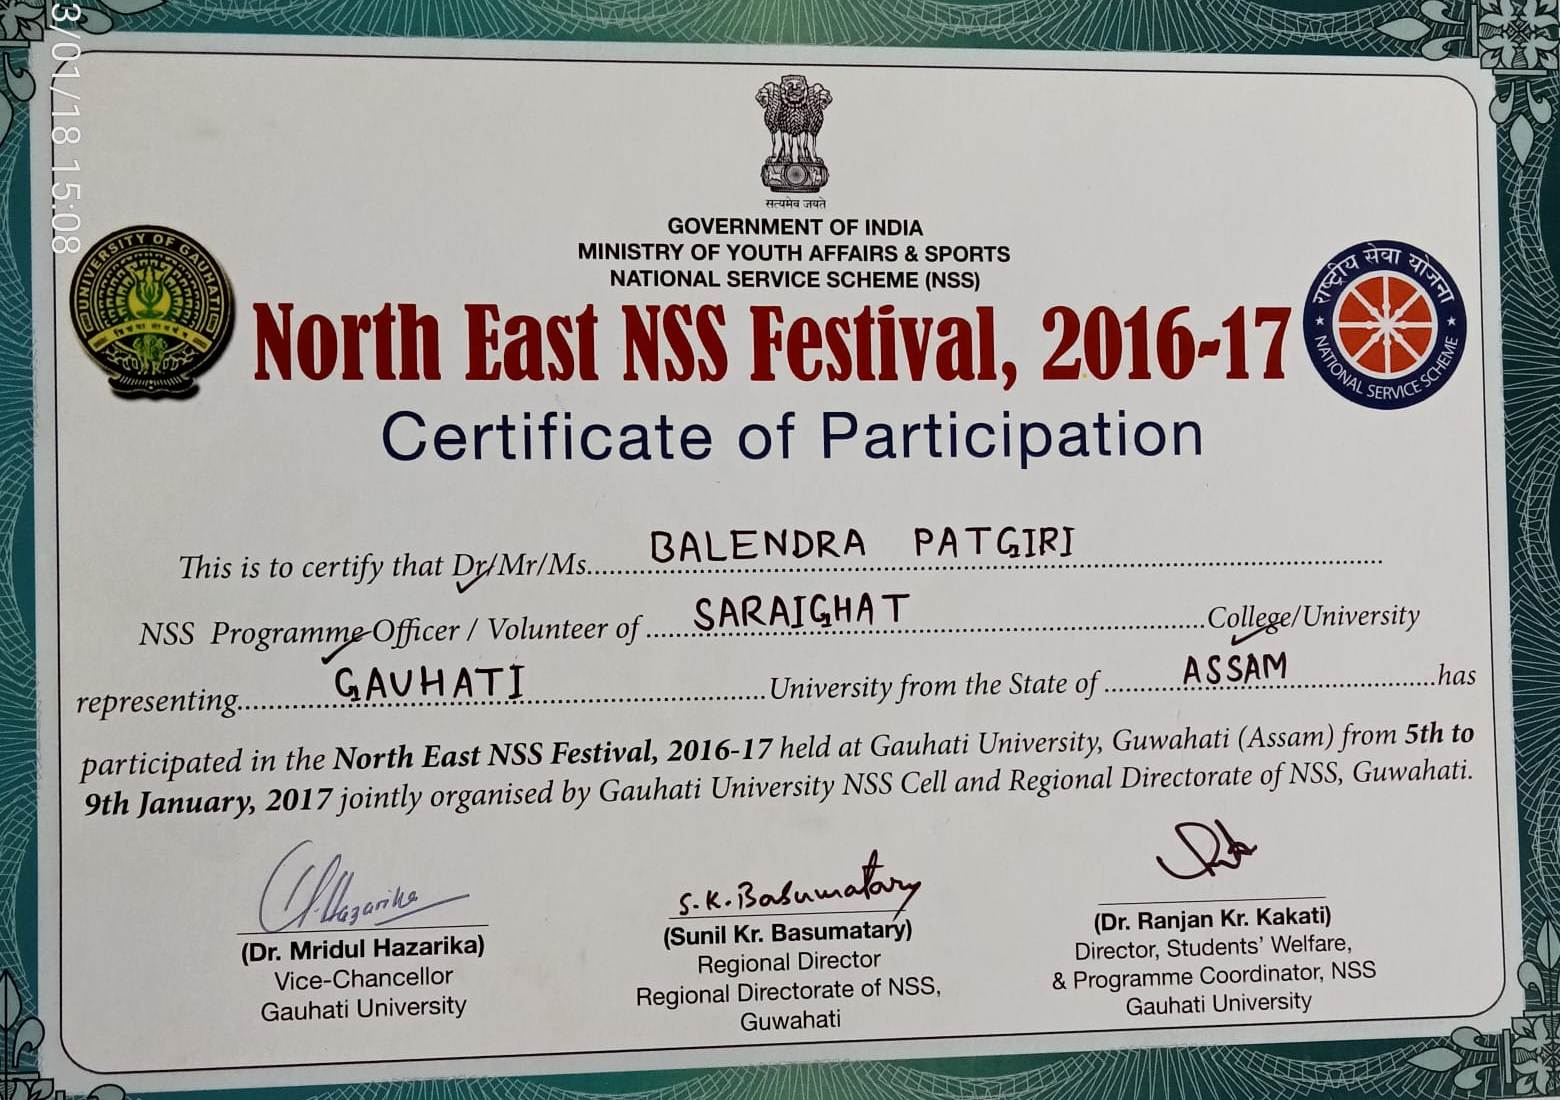 3/01/18 15:08
सत्यमेव जयते
GOVERNMENT OF INDIA
MINISTRY OF YOUTH AFFAIRS & SPORTS
NATIONAL SERVICE SCHEME (NSS)
UNIVERSITY OF GAUHATI
राष्ट्रीय सेवा योजना
NATIONAL SERVICE SCHEME
North East NSS Festival, 2016-17
Certificate of Participation
This is to certify that Dr/Mr/Ms. BALENDRA PATGIRI
NSS Programme Officer / Volunteer of SARAIGHAT College/University
representing GAUHATI University from the State of ASSAM has
participated in the North East NSS Festival, 2016-17 held at Gauhati University, Guwahati (Assam) from 5th to
9th January, 2017 jointly organised by Gauhati University NSS Cell and Regional Directorate of NSS, Guwahati.
S.K. Basumatary
(Dr. Mridul Hazarika)
Vice-Chancellor
Gauhati University
(Sunil Kr. Basumatary)
Regional Director
Regional Directorate of NSS,
Guwahati
(Dr. Ranjan Kr. Kakati)
Director, Students' Welfare,
& Programme Coordinator, NSS
Gauhati University